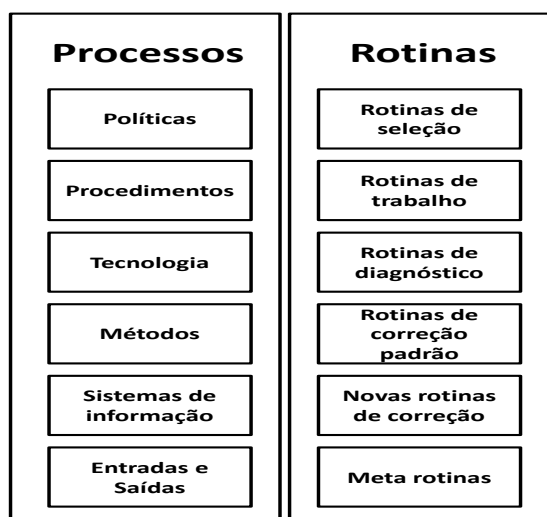 Processos
Políticas
Procedimentos
Tecnologia
Métodos
Sistemas de
informação
Entradas e
Saídas
Rotinas
Rotinas de
seleção
Rotinas de
trabalho
Rotinas de
diagnóstico
Rotinas de
correção
padrão
Novas rotinas
de correção
Meta rotinas